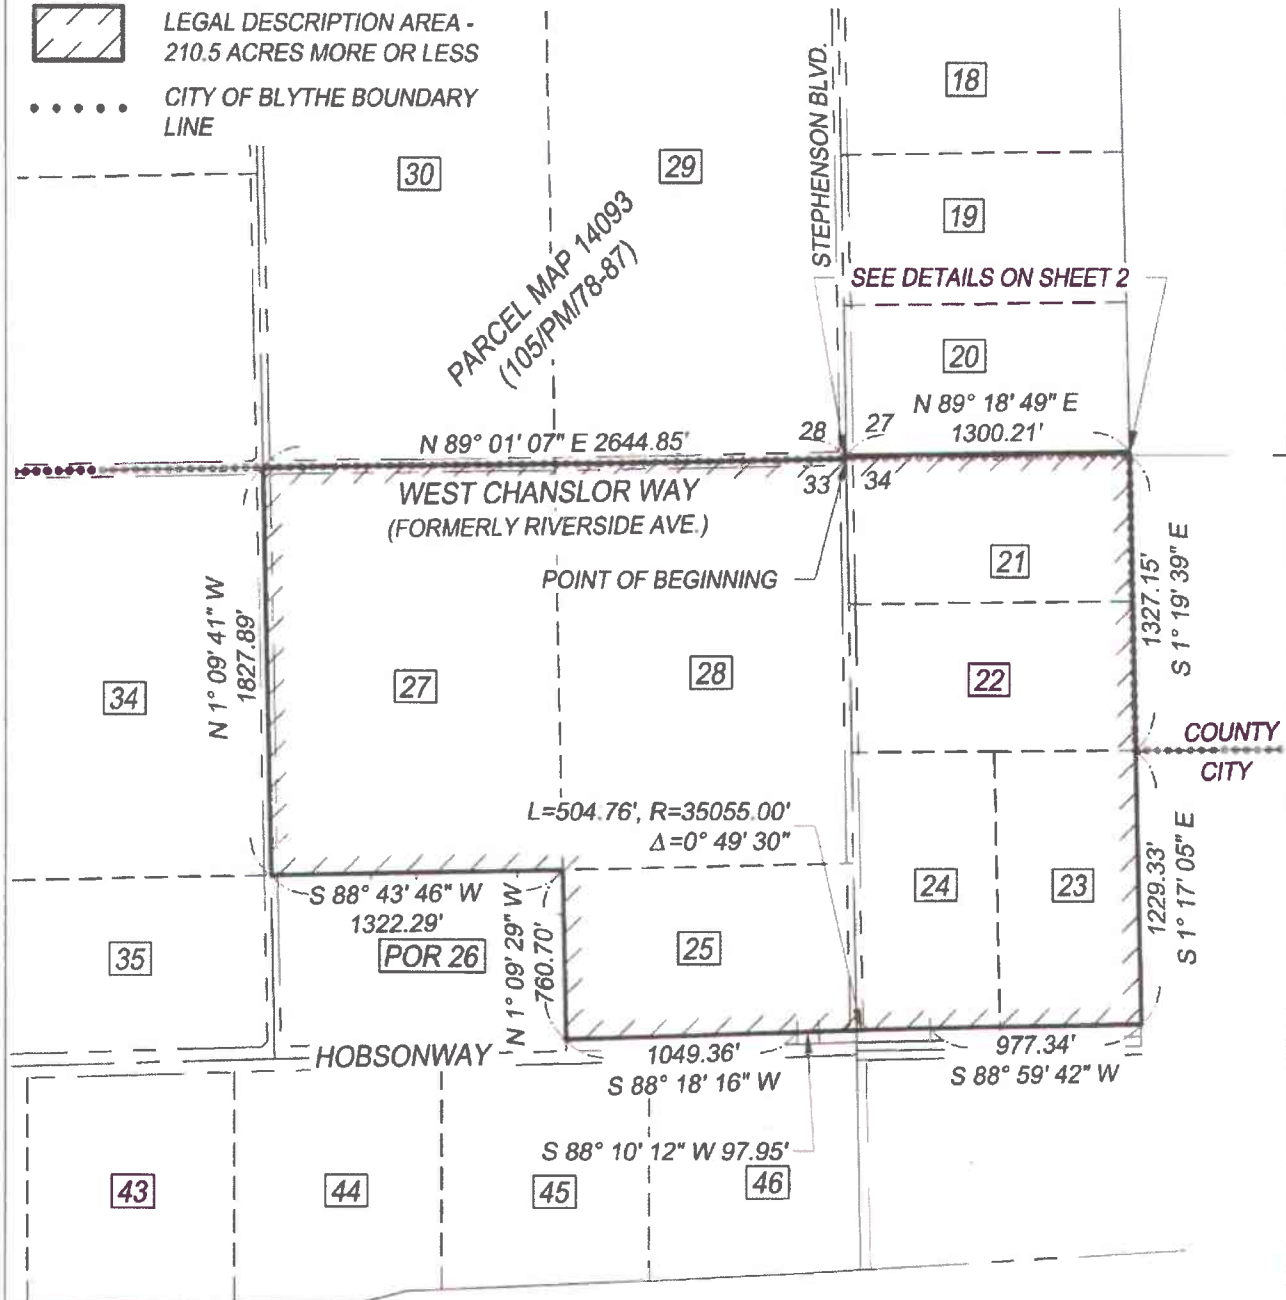 LEGAL DESCRIPTION AREA -
210.5 ACRES MORE OR LESS
CITY OF BLYTHE BOUNDARY
LINE
STEPHENSON BLVD.
18
30
29
19
PARCEL MAP 14093
(105/PM/78-87)
SEE DETAILS ON SHEET 2
20
N 89° 18' 49" E
1300.21'
28
27
N 89° 01' 07" E 2644.85'
33
34
WEST CHANSLOR WAY
(FORMERLY RIVERSIDE AVE.)
POINT OF BEGINNING
21
1327.15'
S 1° 19' 39" E
N 1° 09' 41" W
1827.89'
34
27
28
22
COUNTY
CITY
L=504.76', R=35055.00'
Δ=0° 49' 30"
S 88° 43' 46" W
1322.29'
N 1° 09' 29" W
760.70'
24
23
1229.33'
S 1° 17' 05" E
35
POR 26
25
HOBSONWAY
1049.36'
S 88° 18' 16" W
977.34'
S 88° 59' 42" W
S 88° 10' 12" W 97.95'
43
44
45
46